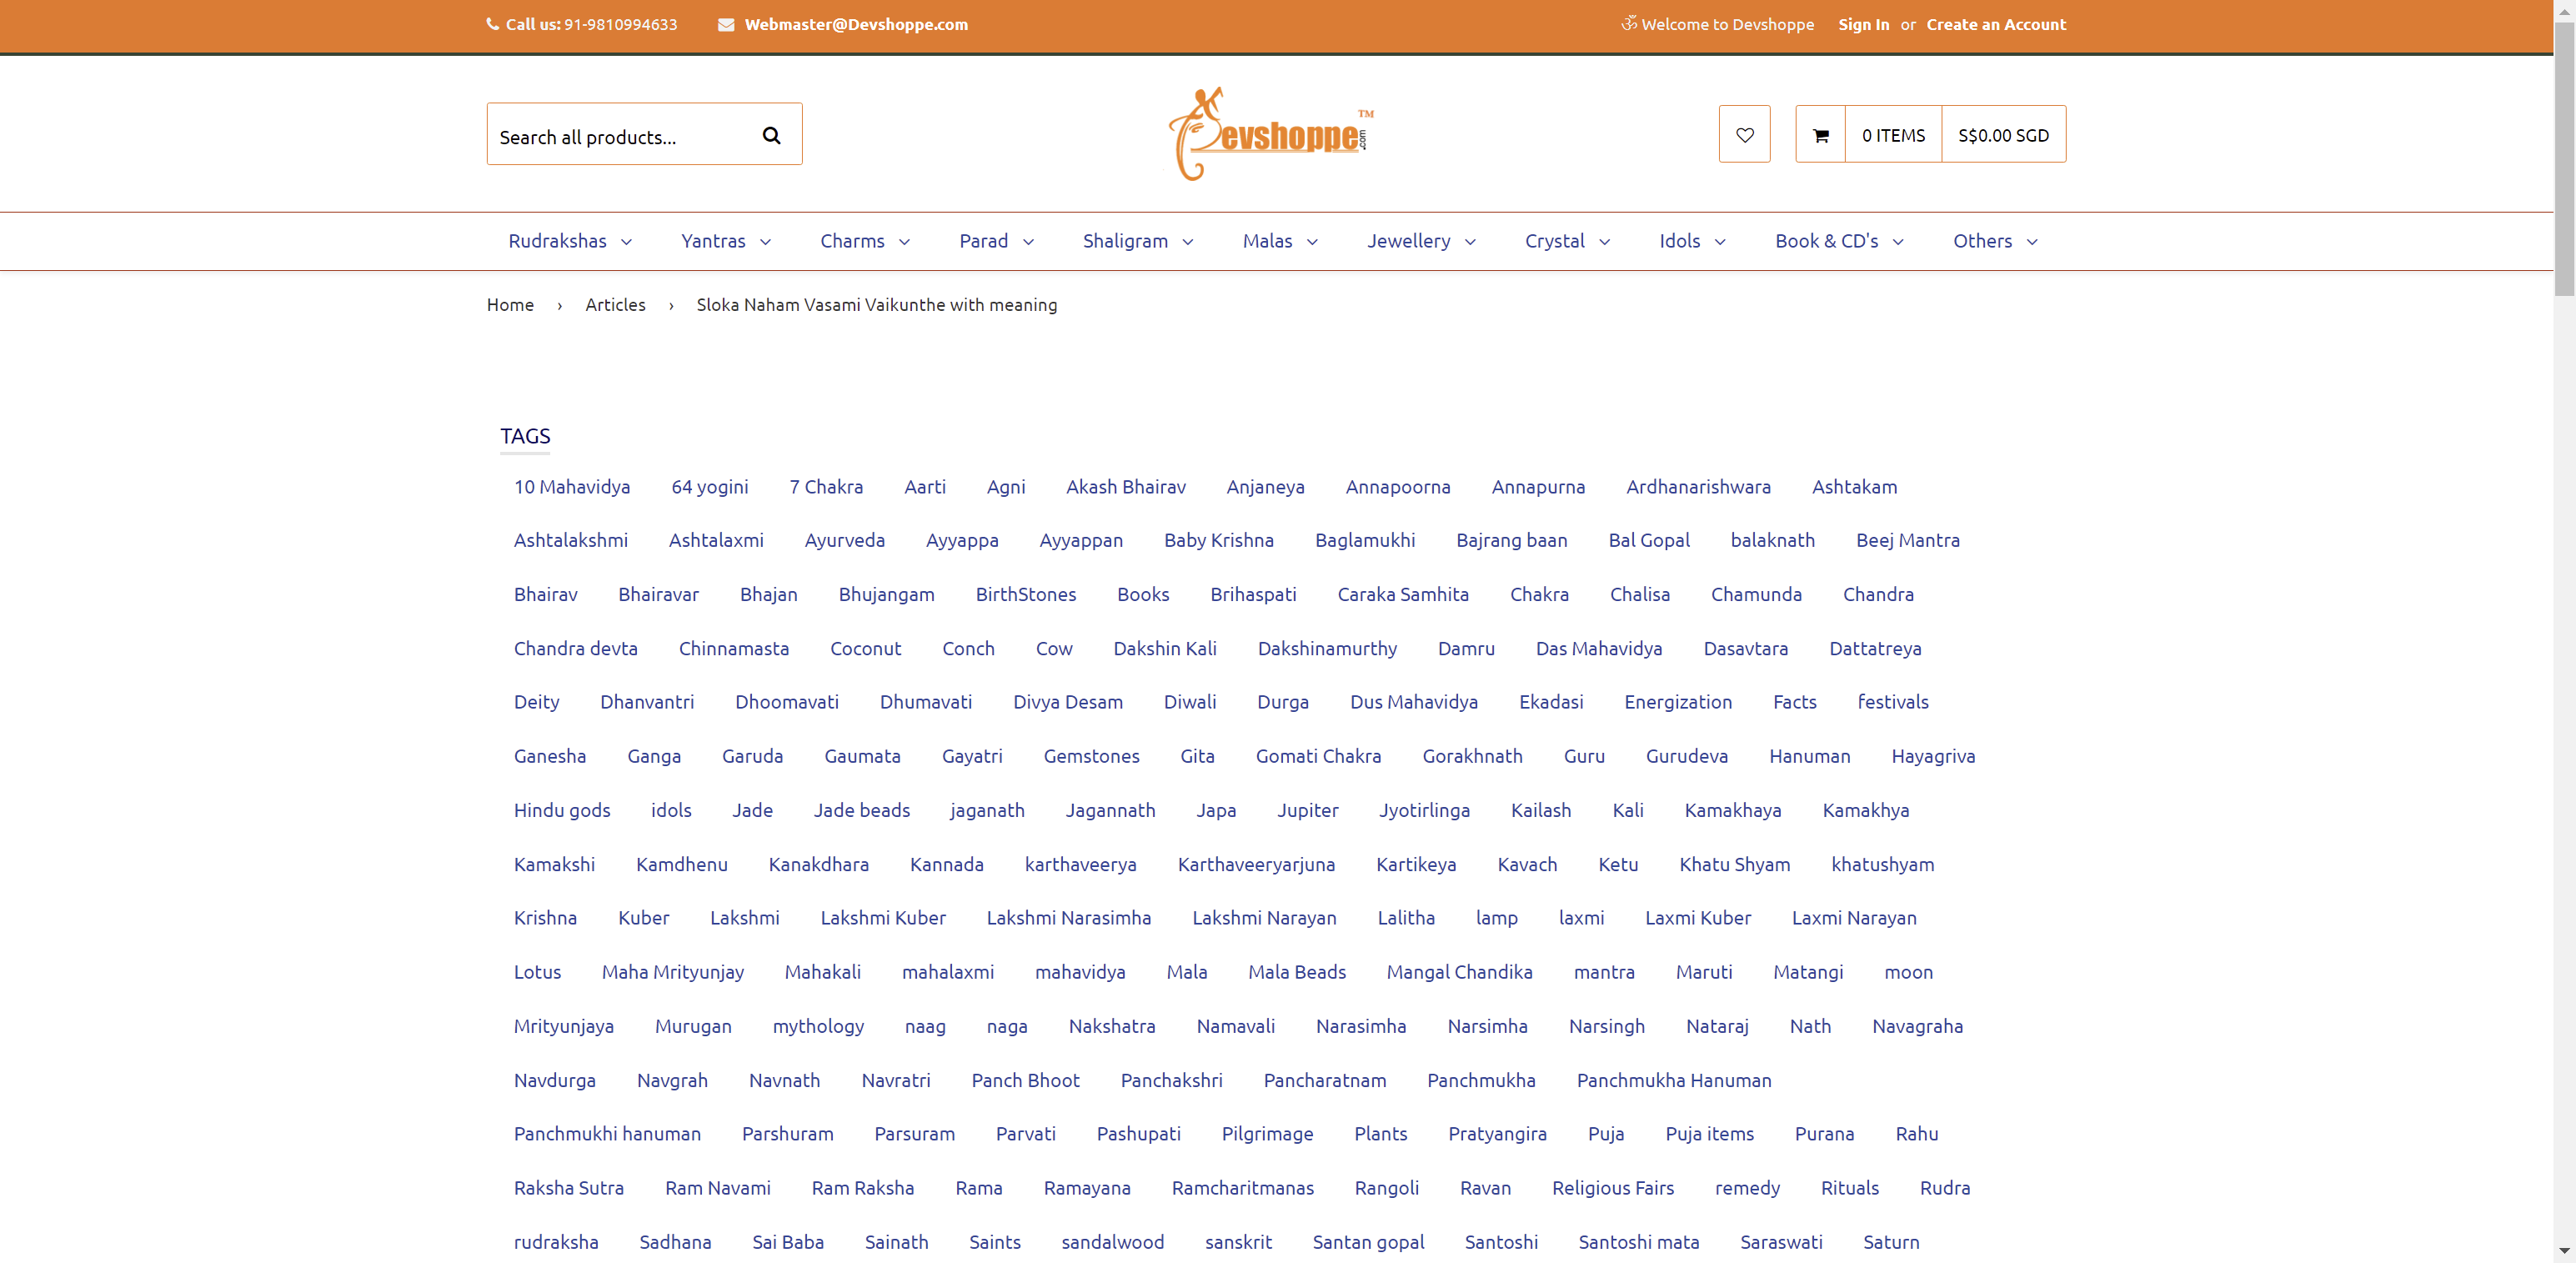 Call us: 91-9810994633 Webmaster@Devshoppe.com ॐ Welcome to Devshoppe Sign In or Create an Account
Search all products... Devshoppe.com™ 0 ITEMS S$0.00 SGD
Rudrakshas Yantras Charms Parad Shaligram Malas Jewellery Crystal Idols Book & CD's Others
Home › Articles › Sloka Naham Vasami Vaikunthe with meaning
TAGS
10 Mahavidya 64 yogini 7 Chakra Aarti Agni Akash Bhairav Anjaneya Annapoorna Annapurna Ardhanarishwara Ashtakam
Ashtalakshmi Ashtalaxmi Ayurveda Ayyappa Ayyappan Baby Krishna Baglamukhi Bajrang baan Bal Gopal balaknath Beej Mantra
Bhairav Bhairavar Bhajan Bhujangam BirthStones Books Brihaspati Caraka Samhita Chakra Chalisa Chamunda Chandra
Chandra devta Chinnamasta Coconut Conch Cow Dakshin Kali Dakshinamurthy Damru Das Mahavidya Dasavtara Dattatreya
Deity Dhanvantri Dhoomavati Dhumavati Divya Desam Diwali Durga Dus Mahavidya Ekadasi Energization Facts festivals
Ganesha Ganga Garuda Gaumata Gayatri Gemstones Gita Gomati Chakra Gorakhnath Guru Gurudeva Hanuman Hayagriva
Hindu gods idols Jade Jade beads jaganath Jagannath Japa Jupiter Jyotirlinga Kailash Kali Kamakhaya Kamakhya
Kamakshi Kamdhenu Kanakdhara Kannada karthaveerya Karthaveeryarjuna Kartikeya Kavach Ketu Khatu Shyam khatushyam
Krishna Kuber Lakshmi Lakshmi Kuber Lakshmi Narasimha Lakshmi Narayan Lalitha lamp laxmi Laxmi Kuber Laxmi Narayan
Lotus Maha Mrityunjay Mahakali mahalaxmi mahavidya Mala Mala Beads Mangal Chandika mantra Maruti Matangi moon
Mrityunjaya Murugan mythology naag naga Nakshatra Namavali Narasimha Narsimha Narsingh Nataraj Nath Navagraha
Navdurga Navgrah Navnath Navratri Panch Bhoot Panchakshri Pancharatnam Panchmukha Panchmukha Hanuman
Panchmukhi hanuman Parshuram Parsuram Parvati Pashupati Pilgrimage Plants Pratyangira Puja Puja items Purana Rahu
Raksha Sutra Ram Navami Ram Raksha Rama Ramayana Ramcharitmanas Rangoli Ravan Religious Fairs remedy Rituals Rudra
rudraksha Sadhana Sai Baba Sainath Saints sandalwood sanskrit Santan gopal Santoshi Santoshi mata Saraswati Saturn